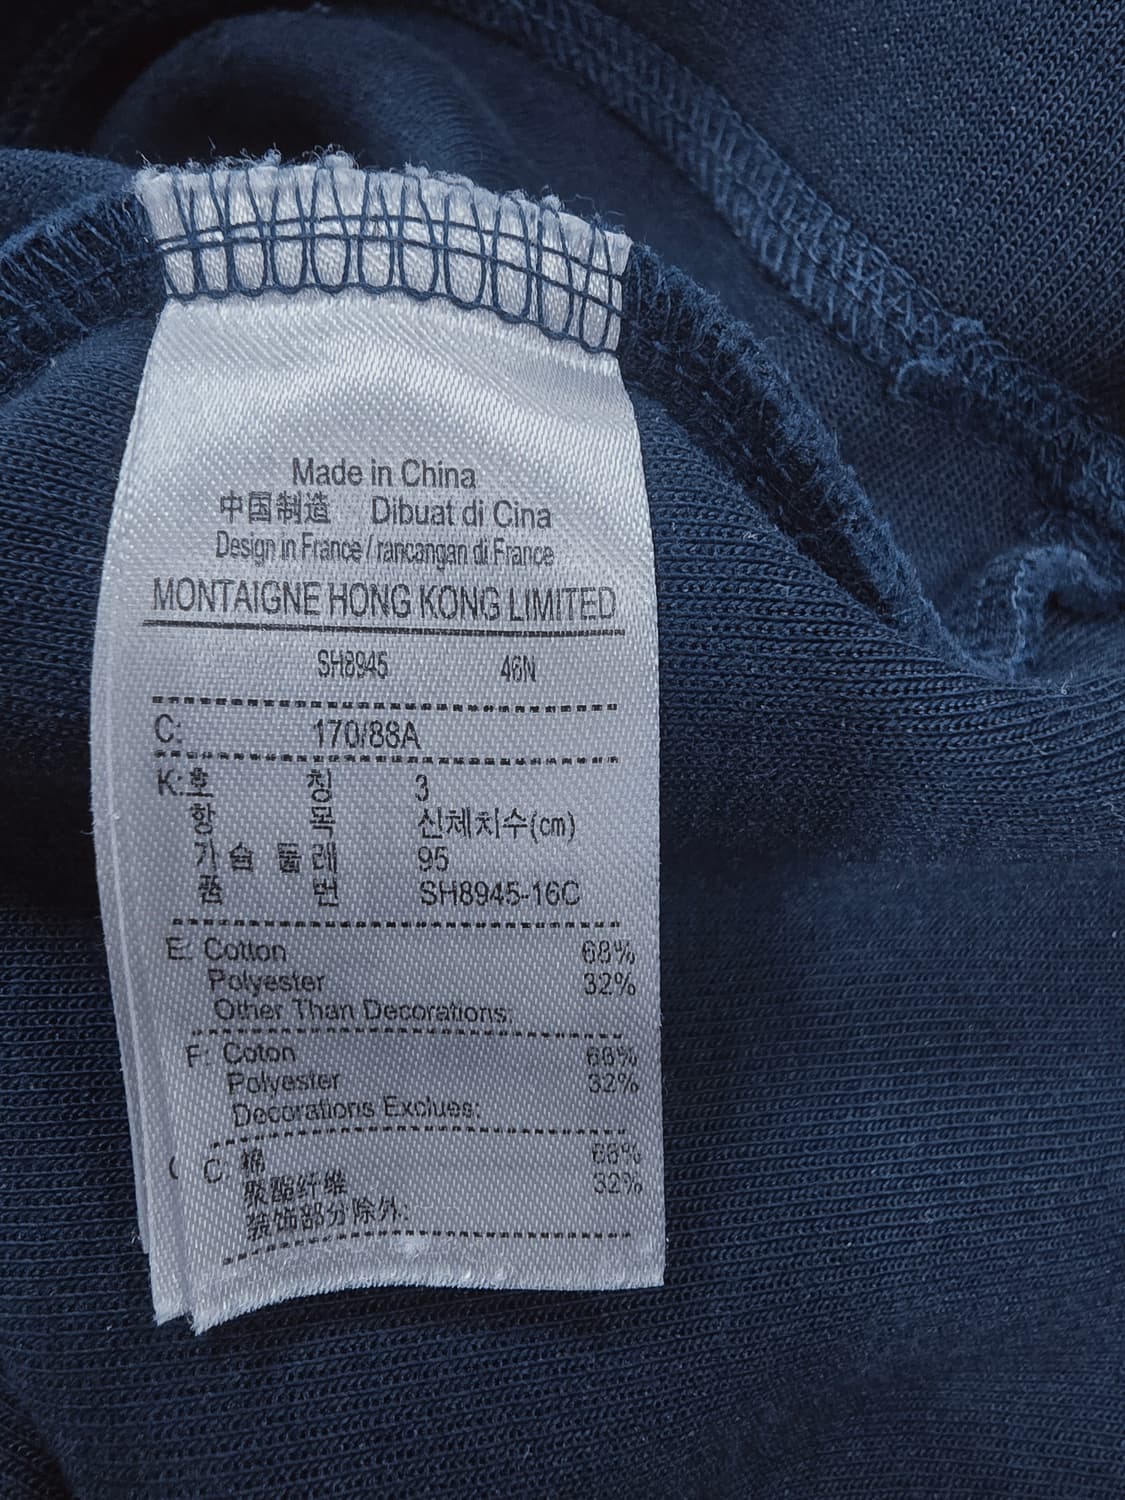 Made in China
中国制造 Dibuat di Cina
Design in France / rancangan di France
MONTAIGNE HONG KONG LIMITED
SH8945 46N
C: 170/88A
K:호 칭 3
항 목 신체치수(cm)
가 슴 둘 레 95
품 번 SH8945-16C
E: Cotton 68%
Polyester 32%
Other Than Decorations:
F: Coton 68%
Polyester 32%
Decorations Exclues:
C: 棉 68%
聚酯纤维 32%
装饰部分除外: